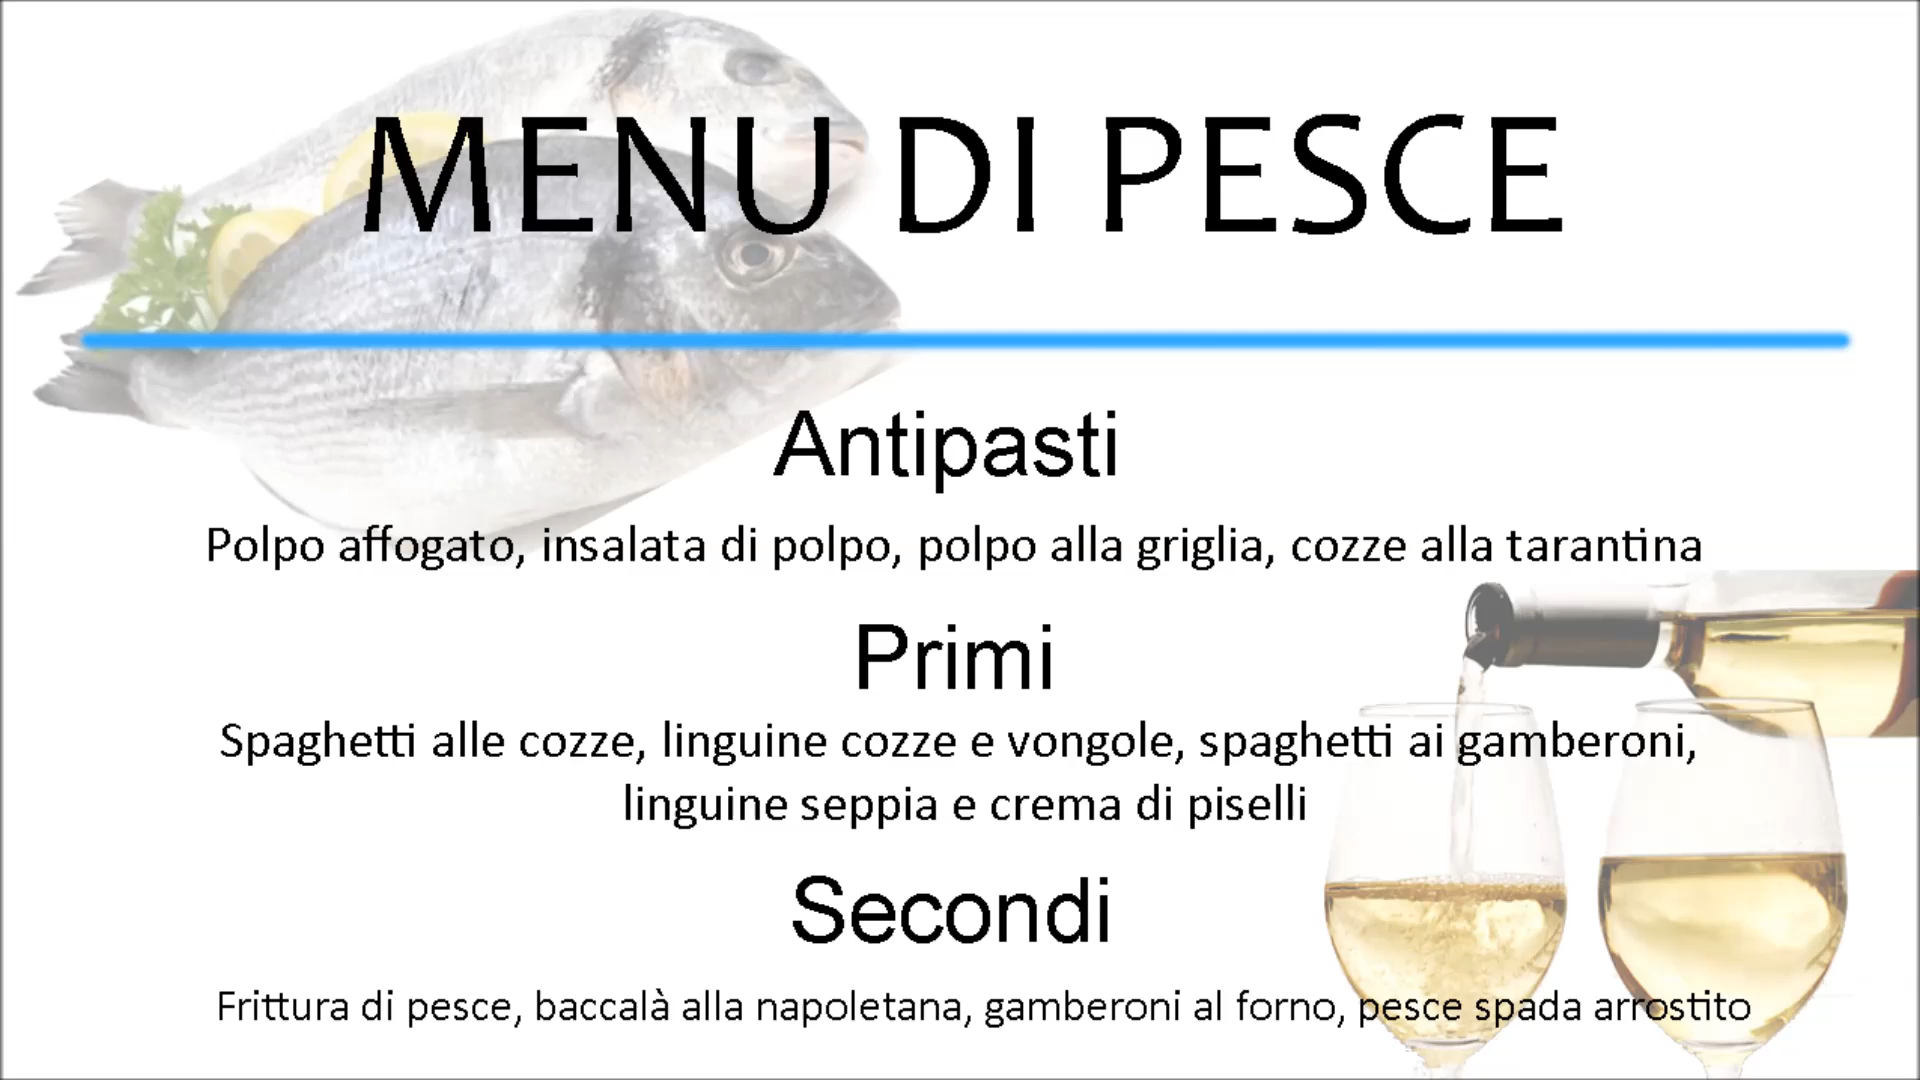 MENU DI PESCE
Antipasti
Polpo affogato, insalata di polpo, polpo alla griglia, cozze alla tarantina
Primi
Spaghetti alle cozze, linguine cozze e vongole, spaghetti ai gamberoni,
linguine seppia e crema di piselli
Secondi
Frittura di pesce, baccalà alla napoletana, gamberoni al forno, pesce spada arrostito